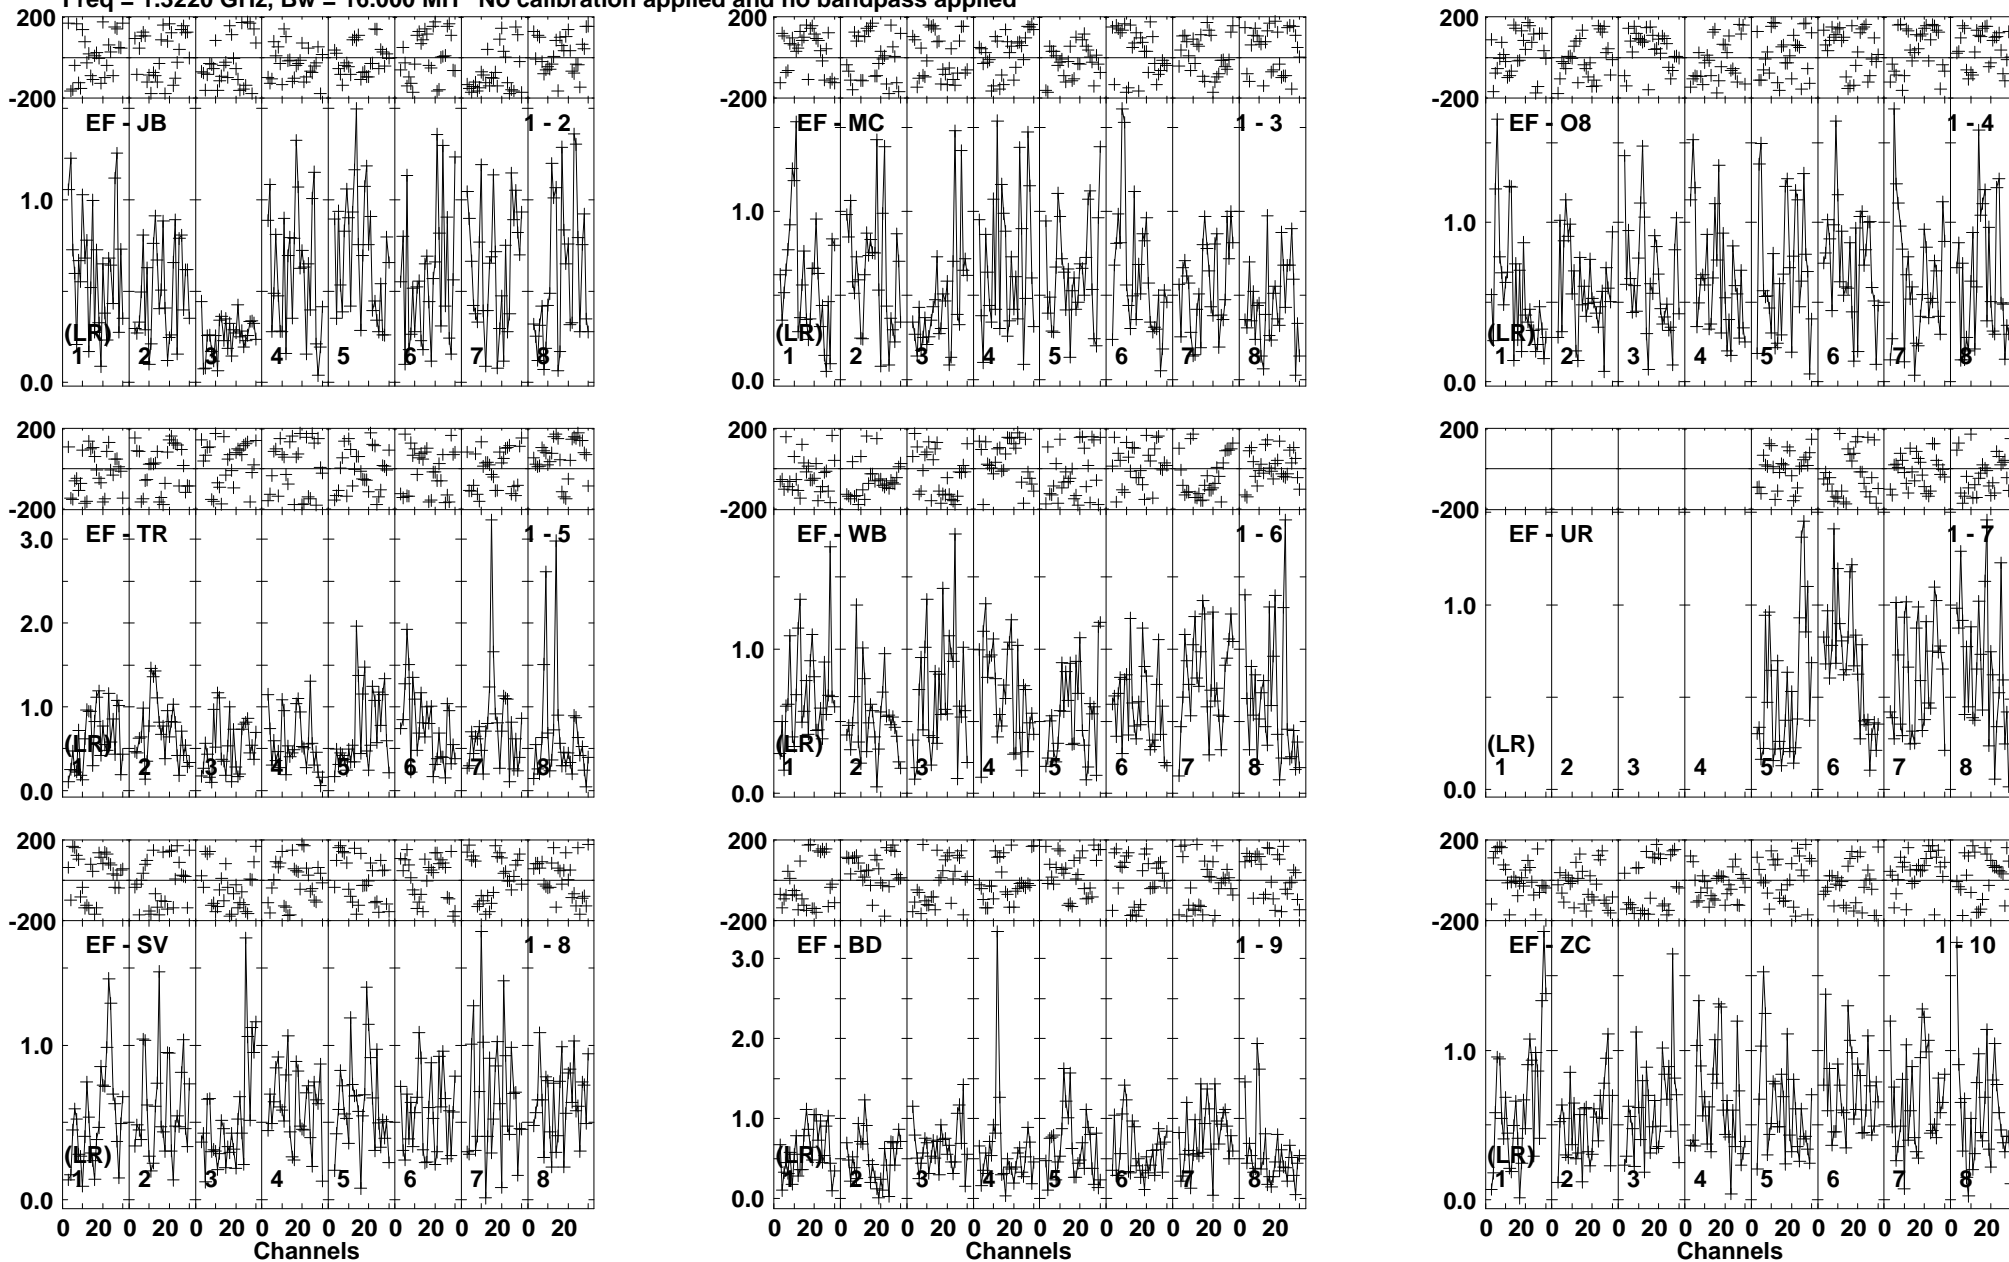 Freq = 1.3220 GHz, Bw = 16.000 MH No calibration applied and no bandpass applied
200
-200
EF - JB 1 - 2
1.0
(LR)
1 2 3 4 5 6 7 8
0.0
200
-200
EF - MC 1 - 3
1.0
(LR)
1 2 3 4 5 6 7 8
0.0
200
-200
EF - O8 1 - 4
1.0
(LR)
1 2 3 4 5 6 7 8
0.0
200
-200
EF - TR 1 - 5
3.0
2.0
1.0
(LR)
1 2 3 4 5 6 7 8
0.0
200
-200
EF - WB 1 - 6
1.0
(LR)
1 2 3 4 5 6 7 8
0.0
200
-200
EF - UR 1 - 7
1.0
(LR)
1 2 3 4 5 6 7 8
0.0
200
-200
EF - SV 1 - 8
1.0
(LR)
1 2 3 4 5 6 7 8
0.0
0 20 0 20 0 20 0 20 0 20 0 20 0 20 0 20
Channels
200
-200
EF - BD 1 - 9
3.0
2.0
1.0
(LR)
1 2 3 4 5 6 7 8
0.0
0 20 0 20 0 20 0 20 0 20 0 20 0 20 0 20
Channels
200
-200
EF - ZC 1 - 10
1.0
(LR)
1 2 3 4 5 6 7 8
0.0
0 20 0 20 0 20 0 20 0 20 0 20 0 20 0 20
Channels